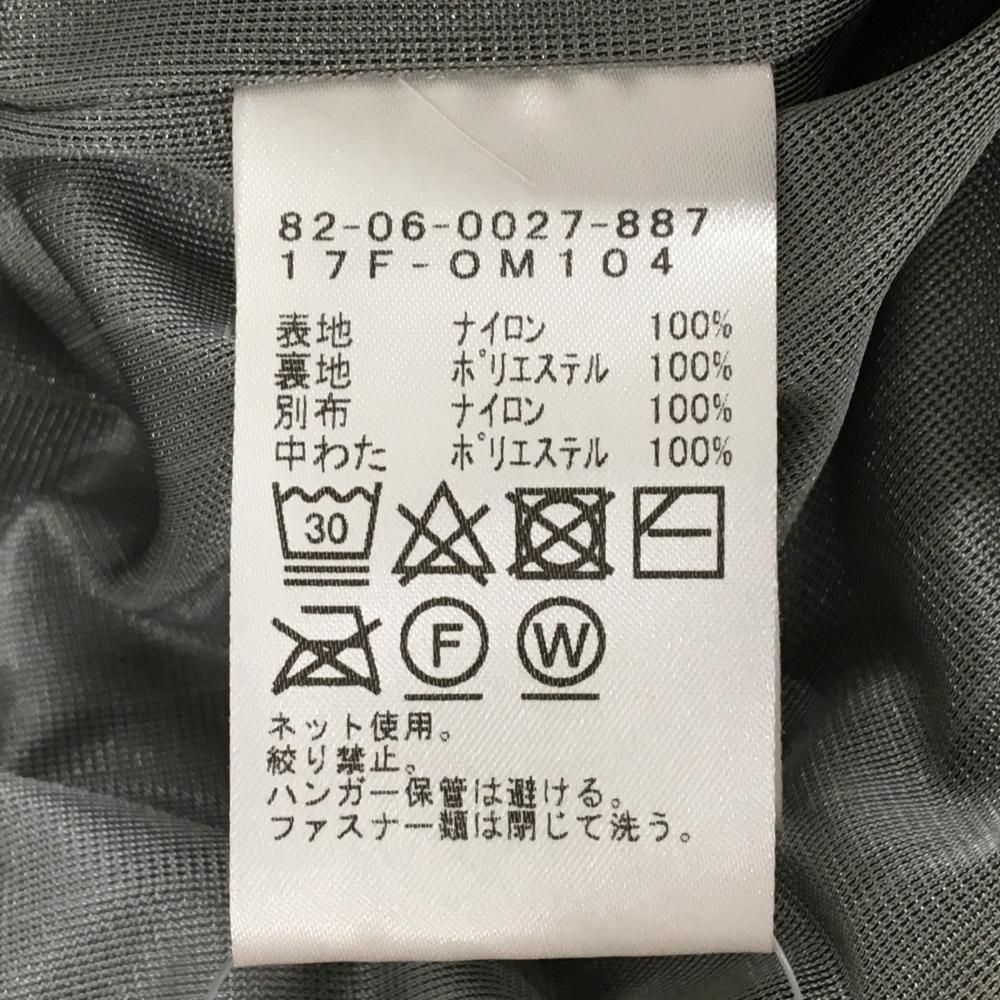 82-06-0027-887
17F-OM104
表地 ナイロン 100%
裏地 ポリエステル 100%
別布 ナイロン 100%
中わた ポリエステル 100%
30
F W
ネット使用。
絞り禁止。
ハンガー保管は避ける。
ファスナー類は閉じて洗う。